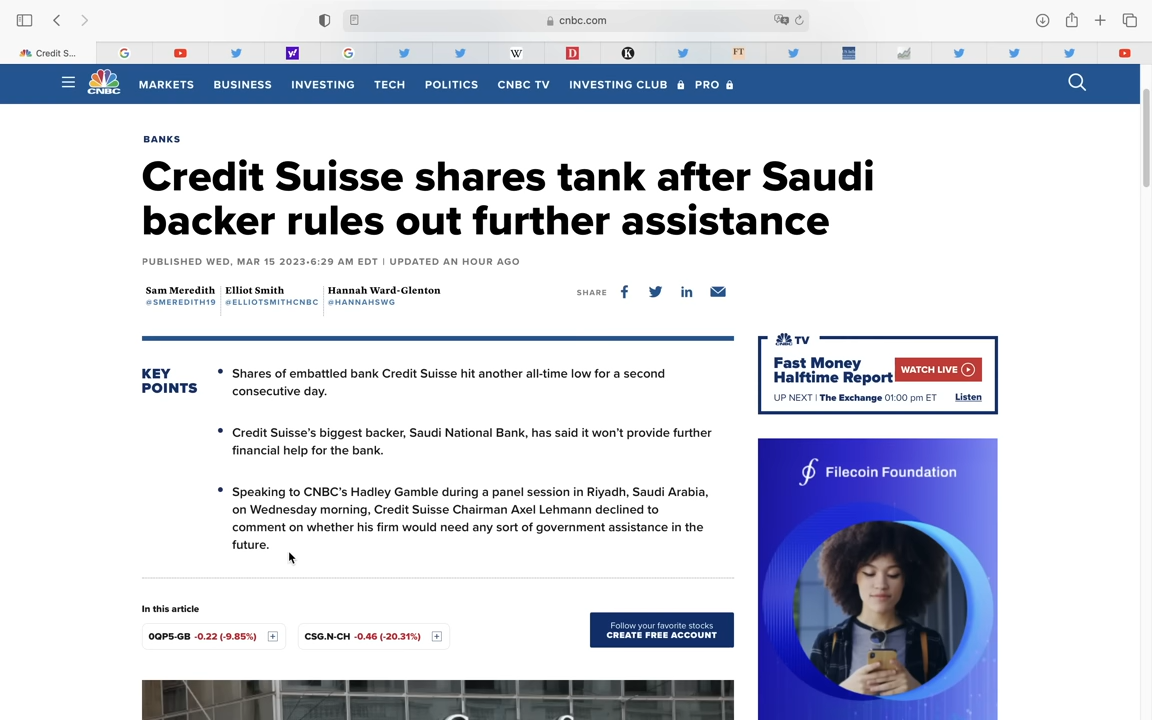 cnbc.com
Credit S...
CNBC
MARKETS BUSINESS INVESTING TECH POLITICS CNBC TV INVESTING CLUB PRO
BANKS
Credit Suisse shares tank after Saudi
backer rules out further assistance
PUBLISHED WED, MAR 15 2023•6:29 AM EDT | UPDATED AN HOUR AGO
Sam Meredith Elliot Smith Hannah Ward-Glenton
@SMEREDITH19 @ELLIOTSMITHCNBC @HANNAHSWG
SHARE
KEY
POINTS
Shares of embattled bank Credit Suisse hit another all-time low for a second
consecutive day.
Credit Suisse’s biggest backer, Saudi National Bank, has said it won’t provide further
financial help for the bank.
Speaking to CNBC’s Hadley Gamble during a panel session in Riyadh, Saudi Arabia,
on Wednesday morning, Credit Suisse Chairman Axel Lehmann declined to
comment on whether his firm would need any sort of government assistance in the
future.
TV
Fast Money
Halftime Report
WATCH LIVE
UP NEXT | The Exchange 01:00 pm ET Listen
Filecoin Foundation
In this article
0QP5-GB -0.22 (-9.85%)
CSG.N-CH -0.46 (-20.31%)
Follow your favorite stocks
CREATE FREE ACCOUNT